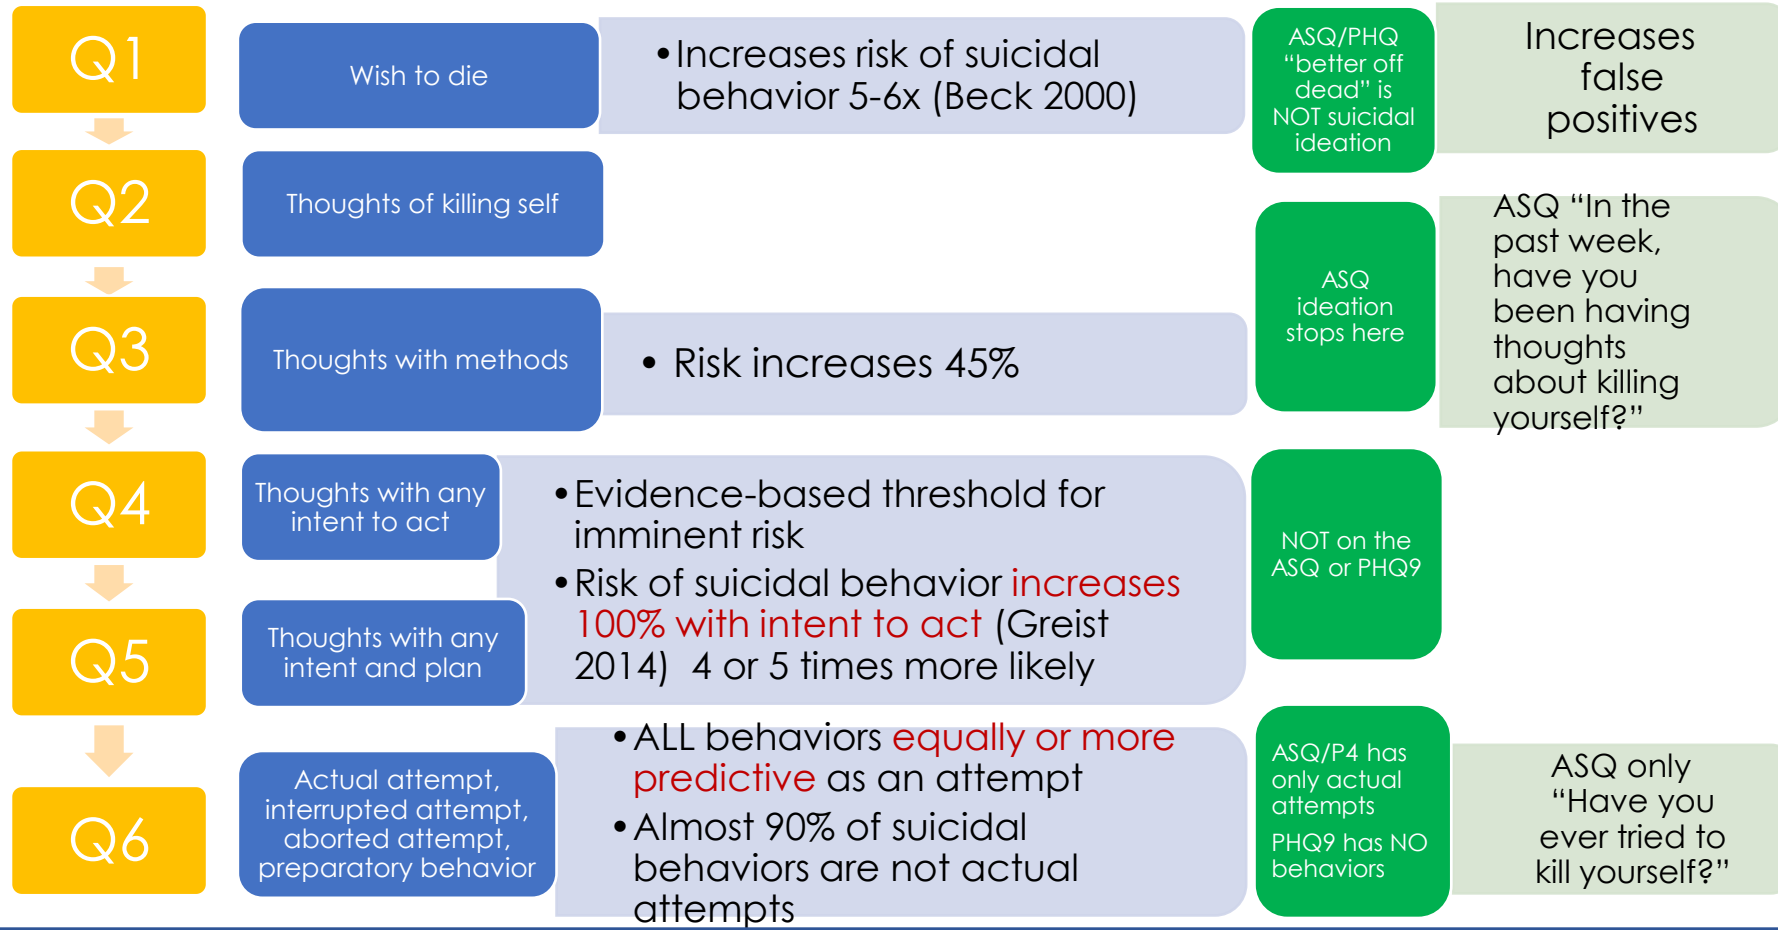 Q1
Wish to die
•Increases risk of suicidal
behavior 5-6x (Beck 2000)
ASQ/PHQ
“better off
dead” is
NOT suicidal
ideation
Increases
false
positives
Q2
Thoughts of killing self
Q3
Thoughts with methods
• Risk increases 45%
ASQ
ideation
stops here
ASQ “In the
past week,
have you
been having
thoughts
about killing
yourself?”
Q4
Thoughts with any
intent to act
•Evidence-based threshold for
imminent risk
•Risk of suicidal behavior increases
100% with intent to act (Greist
2014) 4 or 5 times more likely
NOT on the
ASQ or PHQ9
Q5
Thoughts with any
intent and plan
Q6
Actual attempt,
interrupted attempt,
aborted attempt,
preparatory behavior
•ALL behaviors equally or more
predictive as an attempt
•Almost 90% of suicidal
behaviors are not actual
attempts
ASQ/P4 has
only actual
attempts
PHQ9 has NO
behaviors
ASQ only
“Have you
ever tried to
kill yourself?”